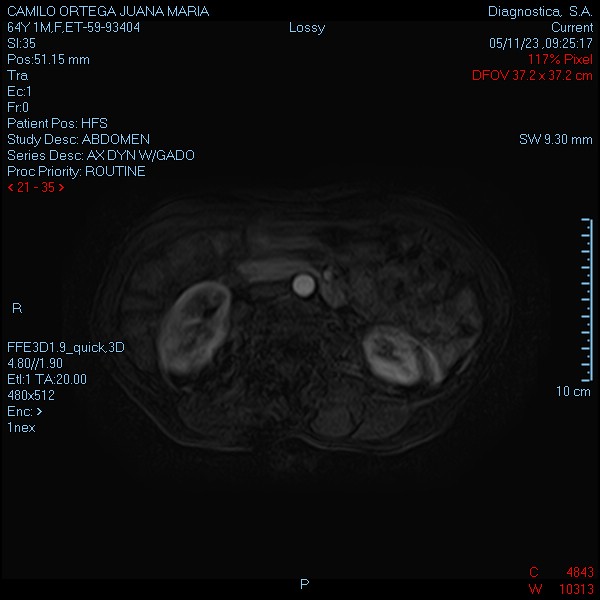 CAMILO ORTEGA JUANA MARIA
64Y 1M,F,ET-59-93404
Sl:35
Pos:51.15 mm
Tra
Ec:1
Fr:0
Patient Pos: HFS
Study Desc: ABDOMEN
Series Desc: AX DYN W/GADO
Proc Priority: ROUTINE
< 21 - 35 >
Lossy
Diagnostica, S.A.
Current
05/11/23 ,09:25:17
117% Pixel
DFOV 37.2 x 37.2 cm
SW 9.30 mm
R
FFE3D1.9_quick,3D
4.80//1.90
Etl:1 TA:20.00
480x512
Enc: >
1nex
10 cm
P
C 4843
W 10313